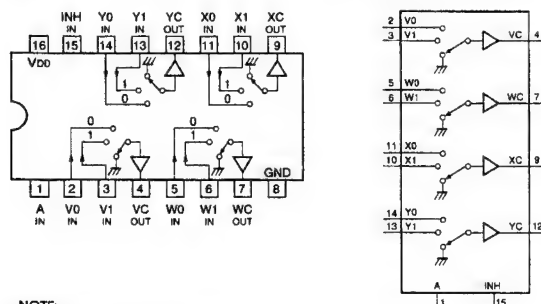 INH Y0 Y1 YC X0 X1 XC
IN IN IN OUT IN IN OUT
16 15 14 13 12 11 10 9
VDD
1 1
0 0
0 0
1 1
GND
1 2 3 4 5 6 7 8
A V0 V1 VC W0 W1 WC
IN IN IN OUT IN IN OUT
NOTE:
2 V0
3 V1 VC 4
5 W0
6 W1 WC 7
11 X0
10 X1 XC 9
14 Y0
13 Y1 YC 12
A INH
1 15